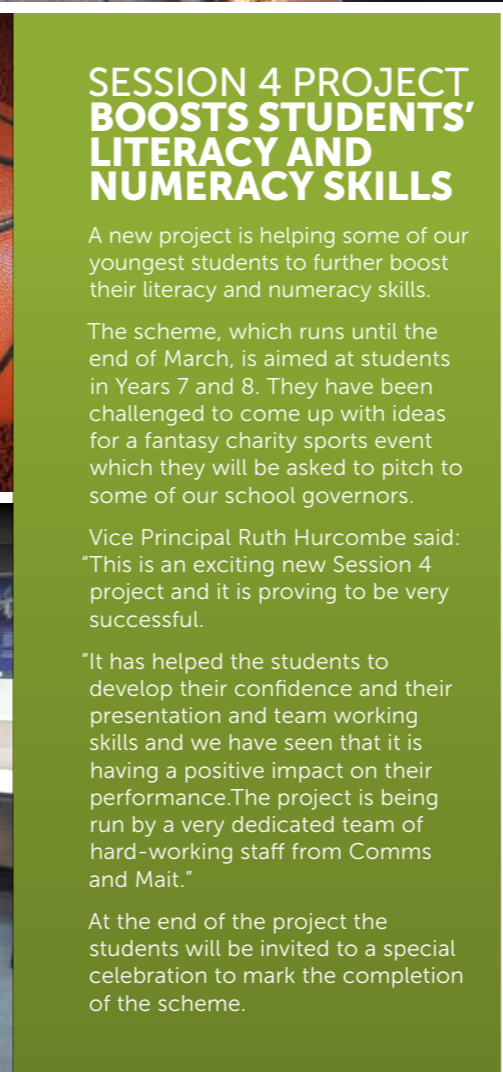 SESSION 4 PROJECT
BOOSTS STUDENTS’
LITERACY AND
NUMERACY SKILLS
A new project is helping some of our
youngest students to further boost
their literacy and numeracy skills.
The scheme, which runs until the
end of March, is aimed at students
in Years 7 and 8. They have been
challenged to come up with ideas
for a fantasy charity sports event
which they will be asked to pitch to
some of our school governors.
Vice Principal Ruth Hurcombe said:
“This is an exciting new Session 4
project and it is proving to be very
successful.
“It has helped the students to
develop their confidence and their
presentation and team working
skills and we have seen that it is
having a positive impact on their
performance.The project is being
run by a very dedicated team of
hard-working staff from Comms
and Mait.”
At the end of the project the
students will be invited to a special
celebration to mark the completion
of the scheme.